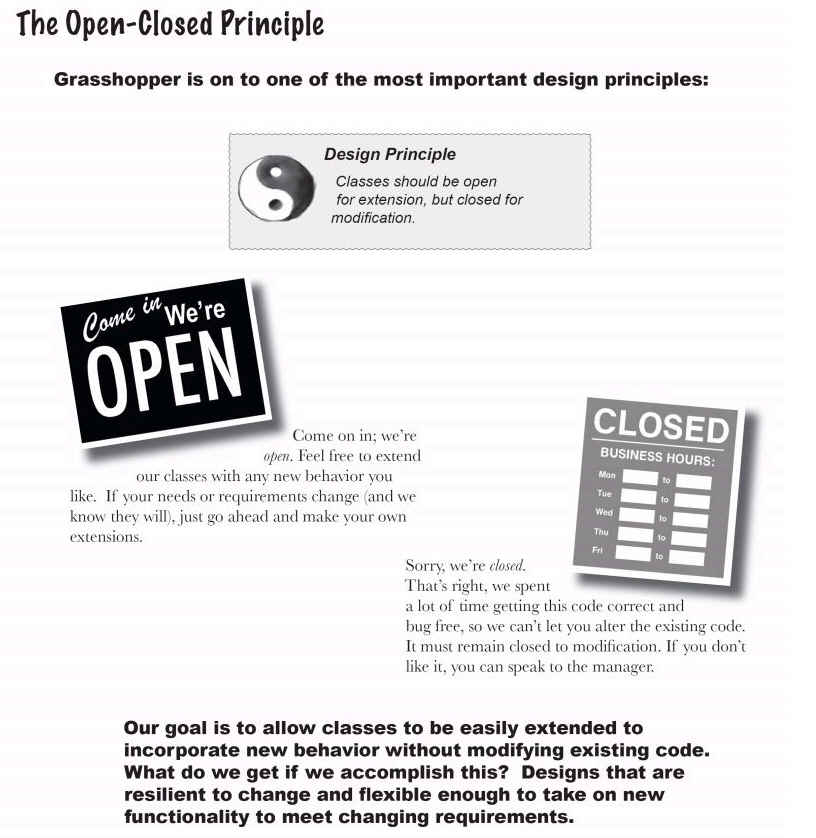 The Open-Closed Principle
Grasshopper is on to one of the most important design principles:
Design Principle
Classes should be open
for extension, but closed for
modification.
Come in We're
OPEN
Come on in; we're
open. Feel free to extend
our classes with any new behavior you
like. If your needs or requirements change (and we
know they will), just go ahead and make your own
extensions.
CLOSED
BUSINESS HOURS:
Mon to
Tue to
Wed to
Thu to
Fri to
Sorry, we're closed.
That's right, we spent
a lot of time getting this code correct and
bug free, so we can't let you alter the existing code.
It must remain closed to modification. If you don't
like it, you can speak to the manager.
Our goal is to allow classes to be easily extended to
incorporate new behavior without modifying existing code.
What do we get if we accomplish this? Designs that are
resilient to change and flexible enough to take on new
functionality to meet changing requirements.